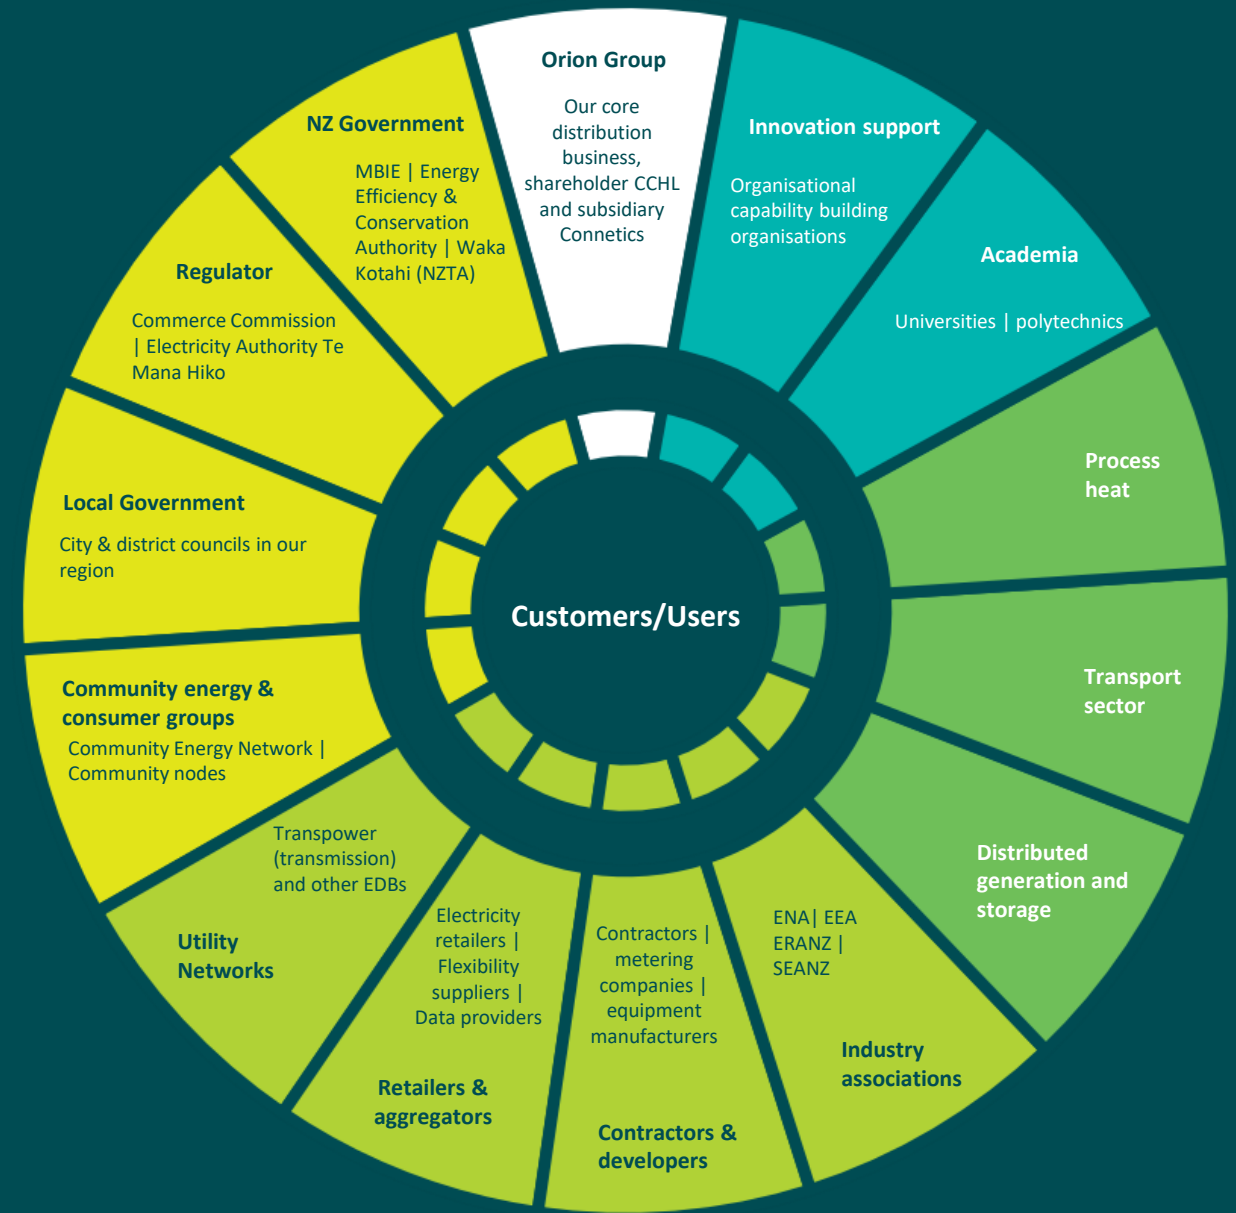 Orion Group
Our core
distribution
business,
shareholder CCHL
and subsidiary
Connetics
Innovation support
Organisational
capability building
organisations
Academia
Universities | polytechnics
Process
heat
Transport
sector
Distributed
generation and
storage
ENA| EEA
ERANZ |
SEANZ
Industry
associations
Contractors |
metering
companies |
equipment
manufacturers
Contractors &
developers
Electricity
retailers |
Flexibility
suppliers |
Data providers
Retailers &
aggregators
Transpower
(transmission)
and other EDBs
Utility
Networks
Community energy &
consumer groups
Community Energy Network |
Community nodes
Local Government
City & district councils in our
region
Regulator
Commerce Commission
| Electricity Authority Te
Mana Hiko
NZ Government
MBIE | Energy
Efficiency &
Conservation
Authority | Waka
Kotahi (NZTA)
Customers/Users